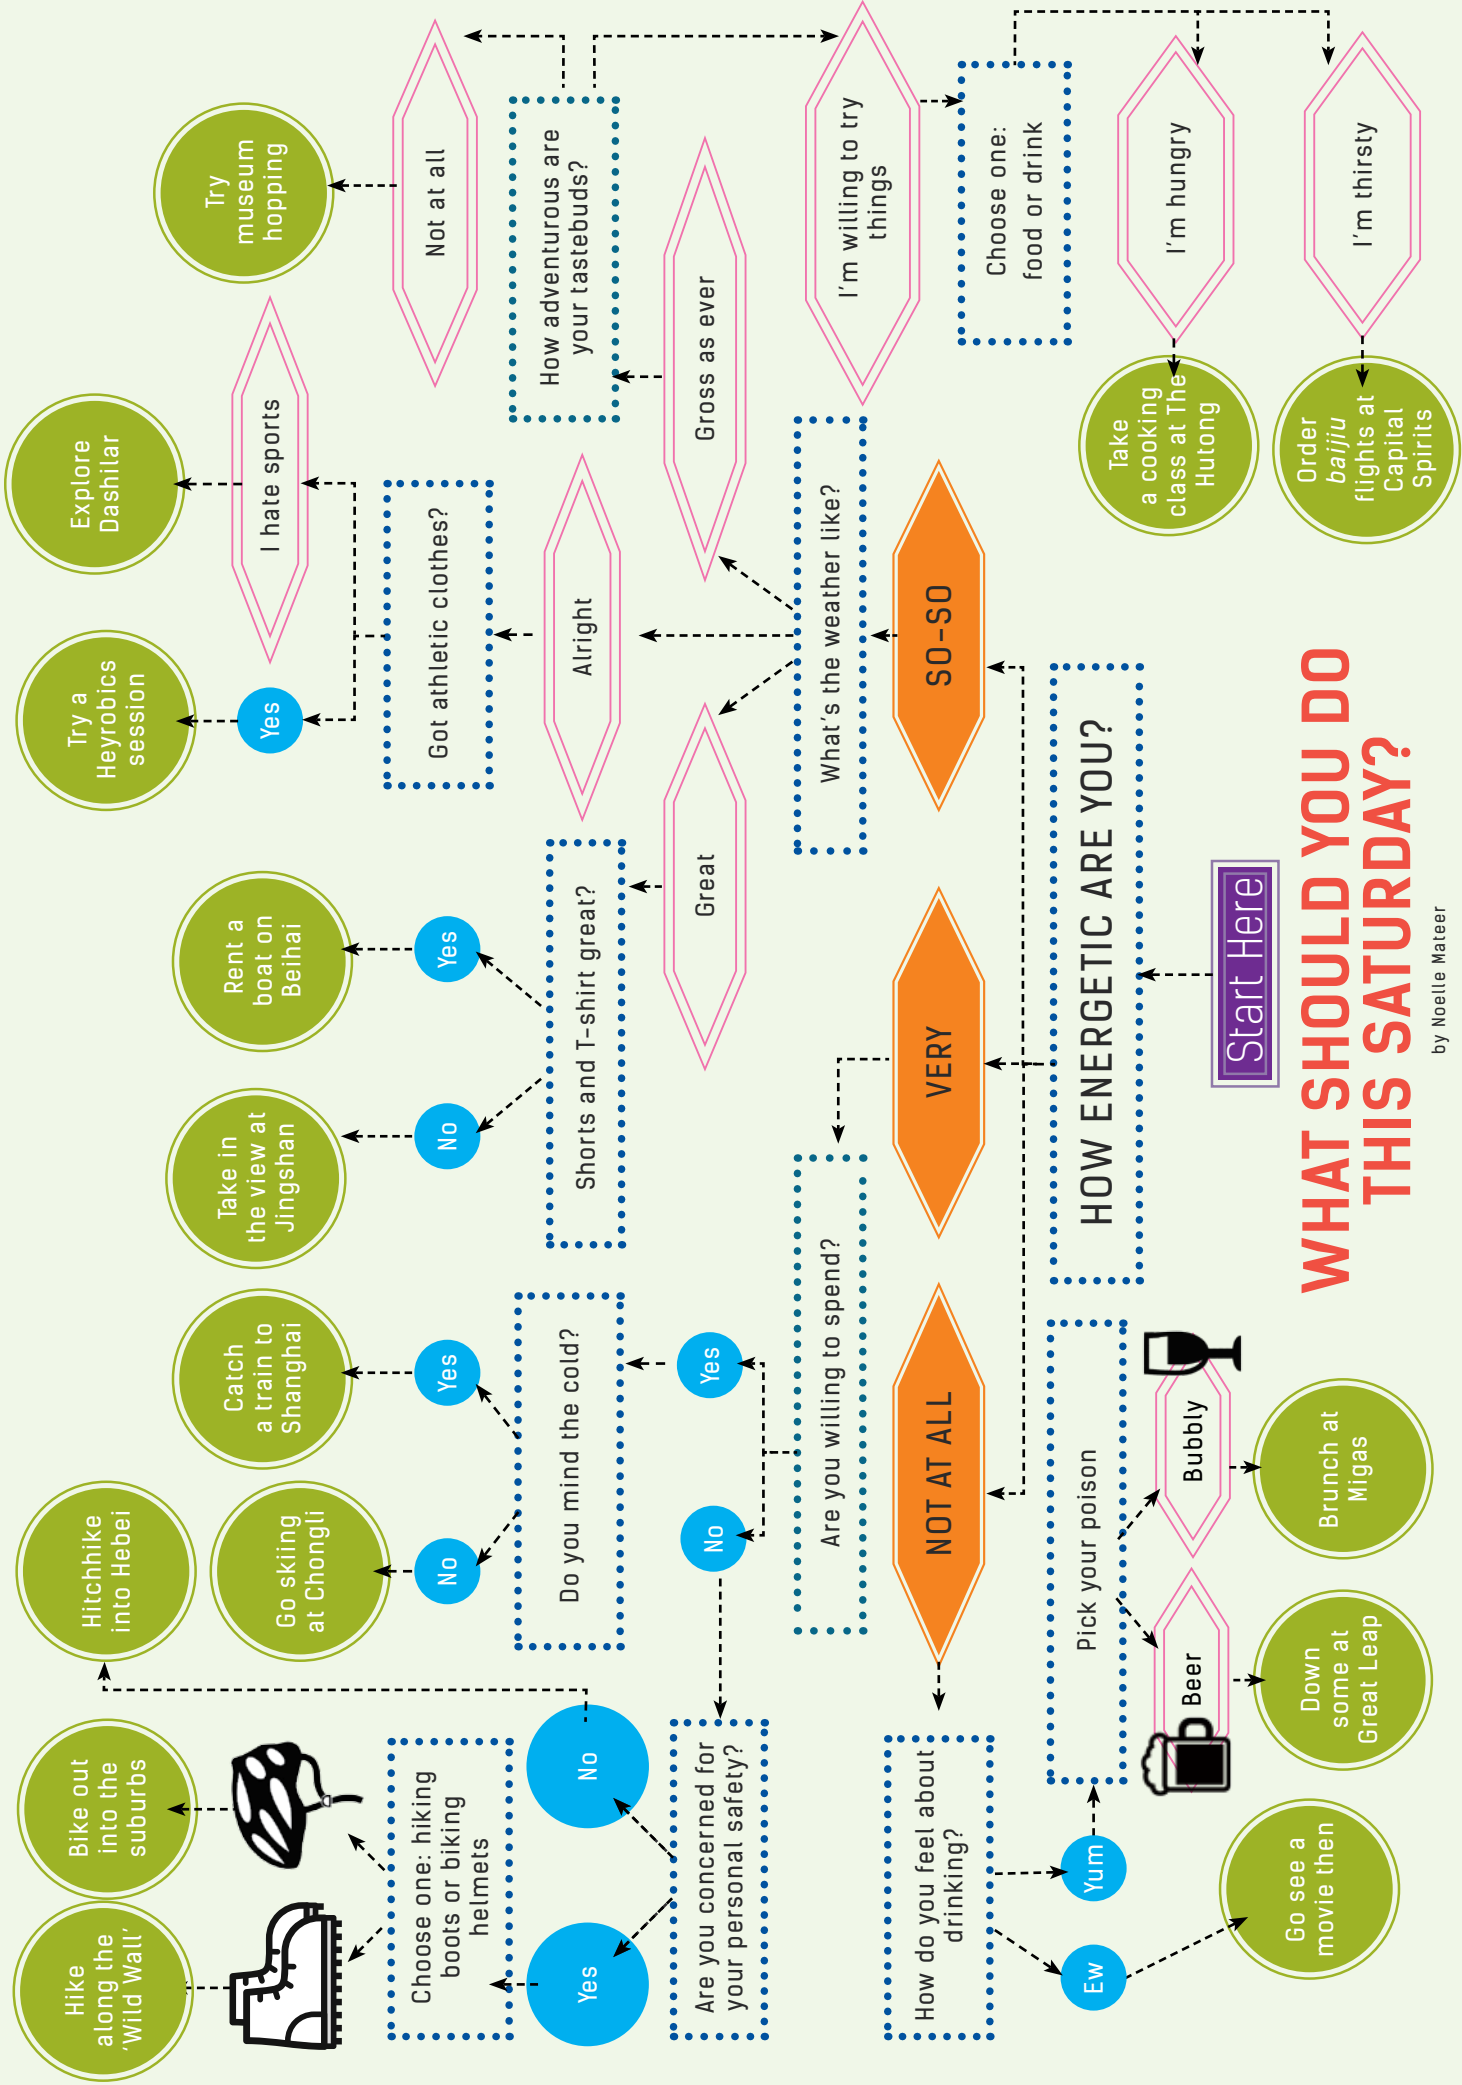 WHAT SHOULD YOU DO
THIS SATURDAY?
by Noelle Mateer
Start Here
HOW ENERGETIC ARE YOU?
NOT AT ALL
VERY
SO-SO
How do you feel about
drinking?
Ew
Yum
Go see a
movie then
Pick your poison
Beer
Bubbly
Down
some at
Great Leap
Brunch at
Migas
Are you willing to spend?
No
Yes
Are you concerned for
your personal safety?
Yes
No
Choose one: hiking
boots or biking
helmets
Hike
along the
'Wild Wall'
Bike out
into the
suburbs
Hitchhike
into Hebei
Do you mind the cold?
No
Yes
Go skiing
at Chongli
Catch
a train to
Shanghai
What's the weather like?
Great
Alright
Gross as ever
Shorts and T-shirt great?
No
Yes
Take in
the view at
Jingshan
Rent a
boat on
Beihai
Got athletic clothes?
Yes
I hate sports
Try a
Heyrobics
session
Explore
Dashilar
How adventurous are
your tastebuds?
Not at all
Try
museum
hopping
I'm willing to try
things
Choose one:
food or drink
I'm hungry
I'm thirsty
Take
a cooking
class at The
Hutong
Order
baijiu
flights at
Capital
Spirits